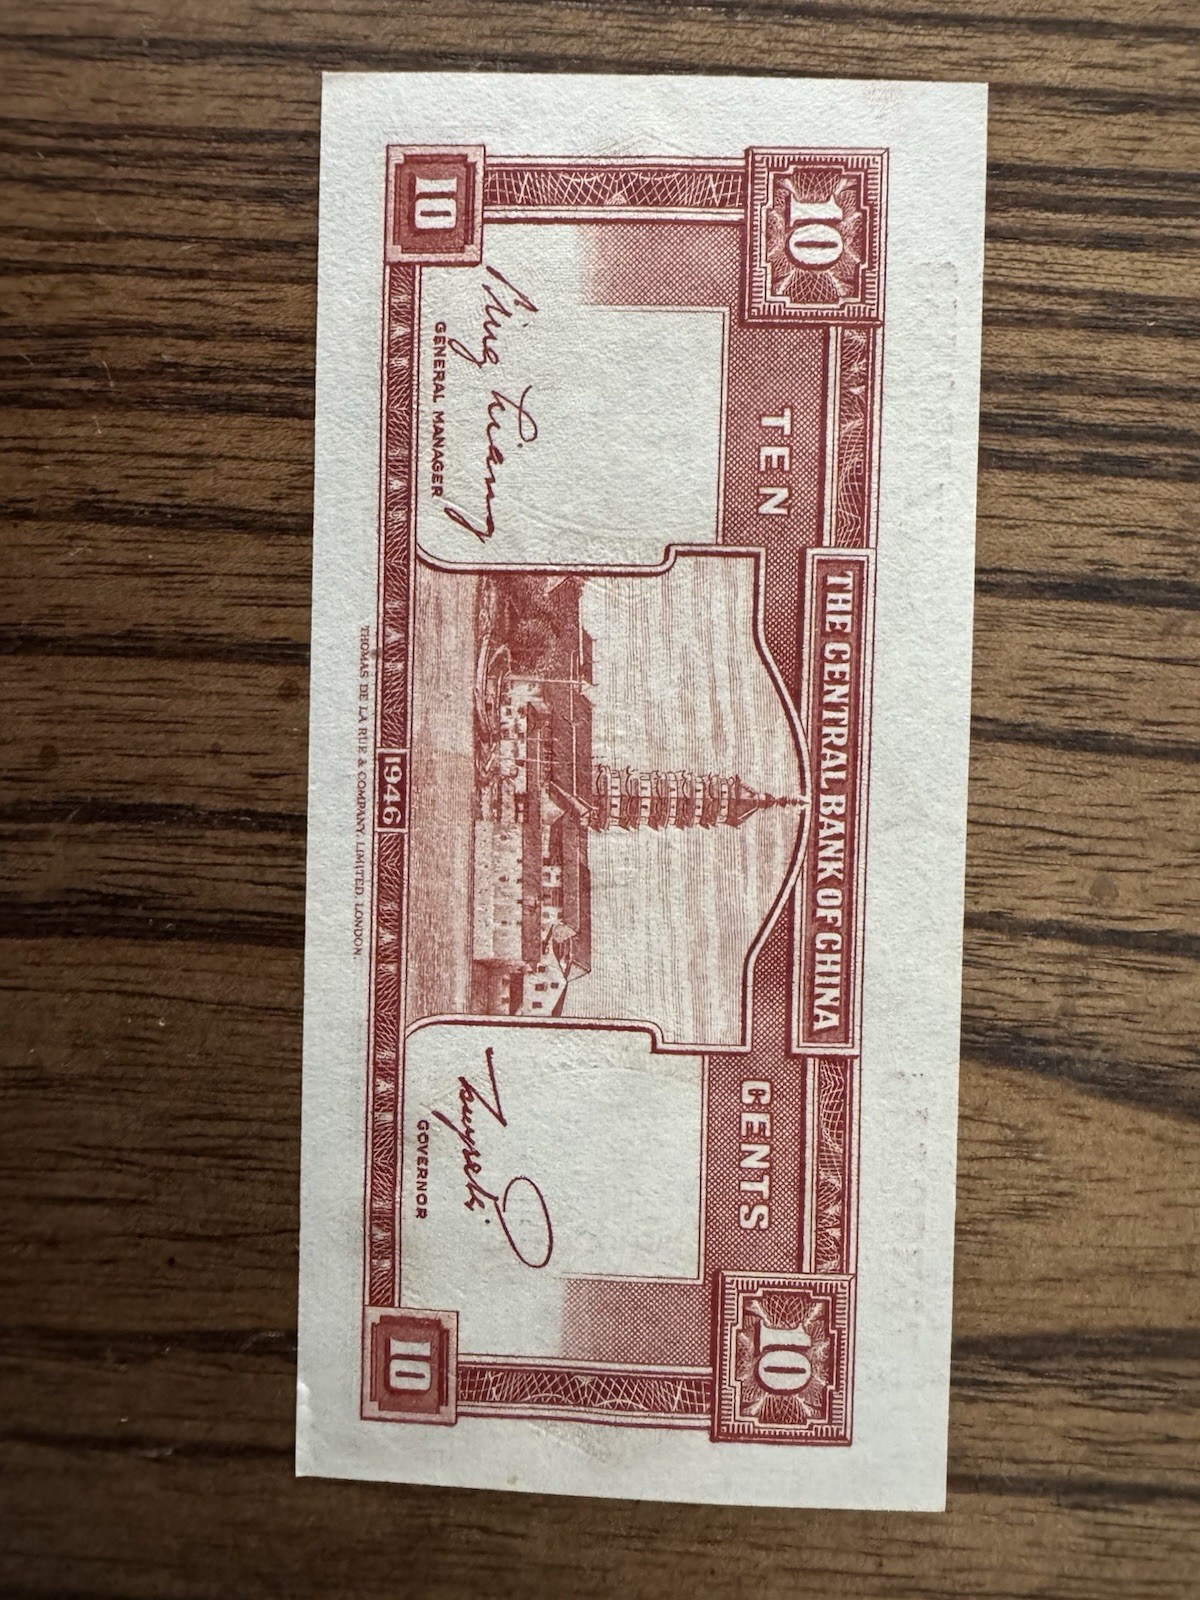 10 10
THE CENTRAL BANK OF CHINA
TEN CENTS
GENERAL MANAGER
GOVERNOR
10 1946 10
THOMAS DE LA RUE & COMPANY, LIMITED, LONDON.